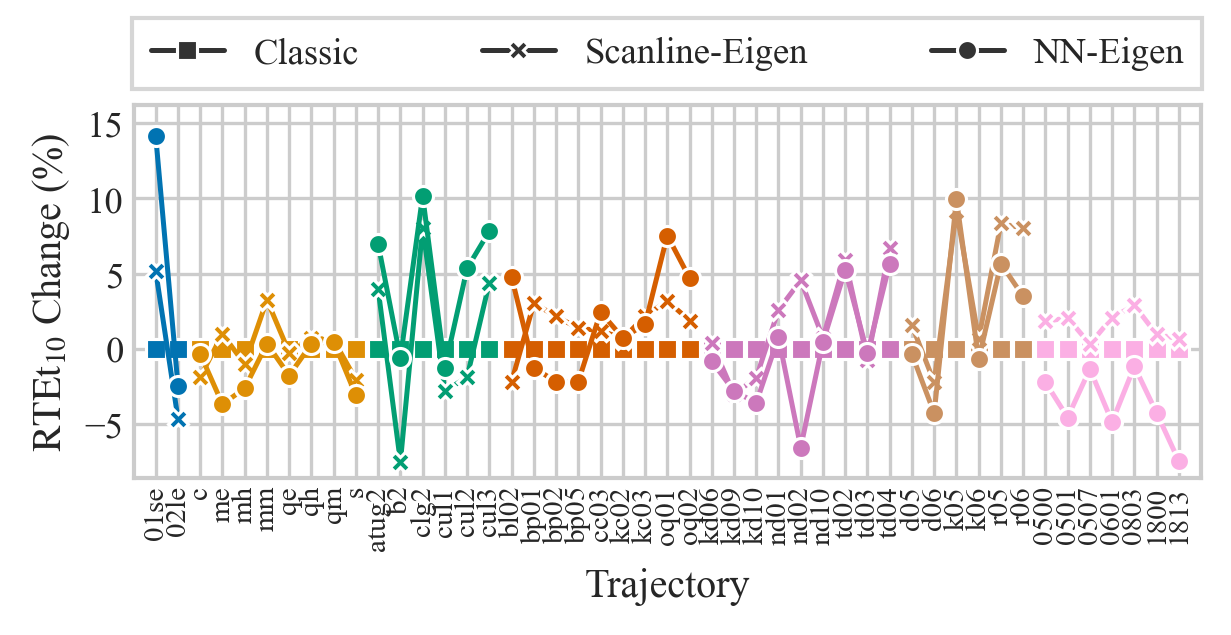 Classic Scanline-Eigen NN-Eigen
RTEt10 Change (%)
15
10
5
0
−5
01se 02le c me mh mm qe qh qm s atug2 b2 clg2 cul1 cul2 cul3 bl02 bp01 bp02 bp05 cc03 kc02 kc03 oq01 oq02 kd06 kd09 kd10 nd01 nd02 nd10 td02 td03 td04 d05 d06 k05 k06 r05 r06 0500 0501 0507 0601 0803 1800 1813
Trajectory